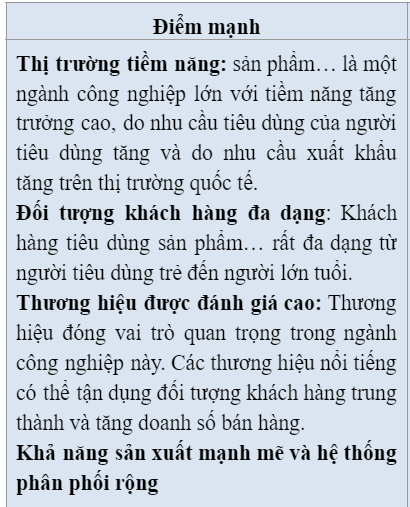 Điểm mạnh
Thị trường tiềm năng: sản phẩm… là một
ngành công nghiệp lớn với tiềm năng tăng
trưởng cao, do nhu cầu tiêu dùng của người
tiêu dùng tăng và do nhu cầu xuất khẩu
tăng trên thị trường quốc tế.
Đối tượng khách hàng đa dạng: Khách
hàng tiêu dùng sản phẩm… rất đa dạng từ
người tiêu dùng trẻ đến người lớn tuổi.
Thương hiệu được đánh giá cao: Thương
hiệu đóng vai trò quan trọng trong ngành
công nghiệp này. Các thương hiệu nổi tiếng
có thể tận dụng đối tượng khách hàng trung
thành và tăng doanh số bán hàng.
Khả năng sản xuất mạnh mẽ và hệ thống
phân phối rộng